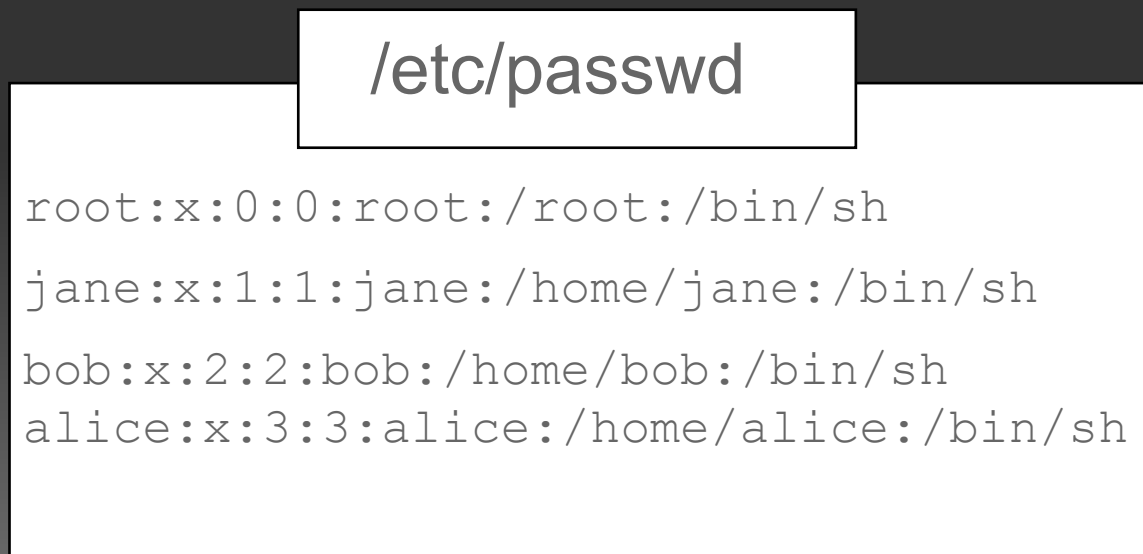 /etc/passwd
root:x:0:0:root:/root:/bin/sh
jane:x:1:1:jane:/home/jane:/bin/sh
bob:x:2:2:bob:/home/bob:/bin/sh
alice:x:3:3:alice:/home/alice:/bin/sh